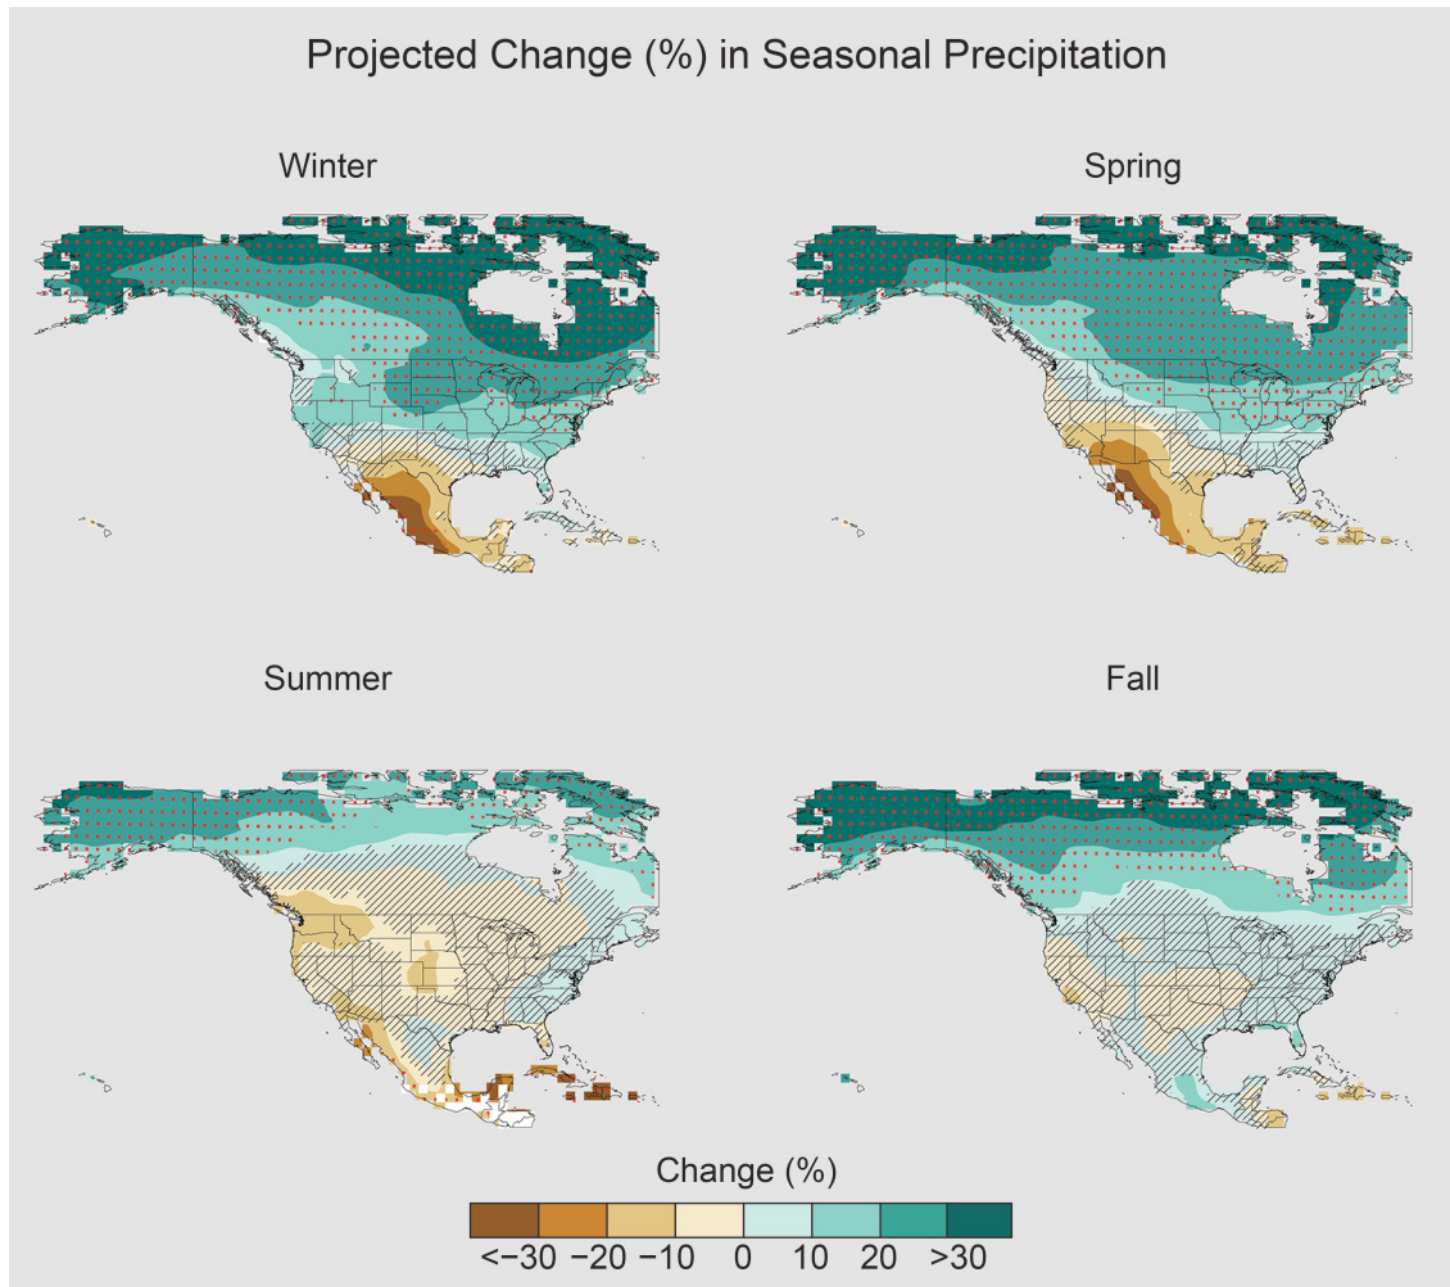 Projected Change (%) in Seasonal Precipitation
Winter
Spring
Summer
Fall
Change (%)
<−30 −20 −10 0 10 20 >30